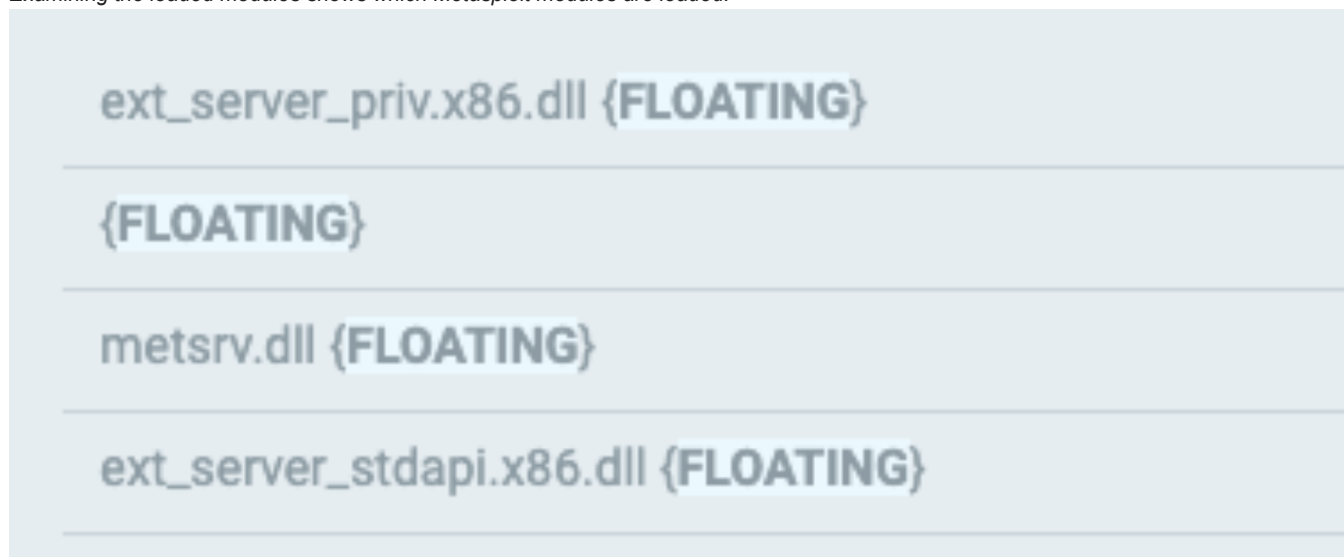 Examining the loaded modules shows which Metasploit modules are loaded.
ext_server_priv.x86.dll {FLOATING}
{FLOATING}
metsrv.dll {FLOATING}
ext_server_stdapi.x86.dll {FLOATING}